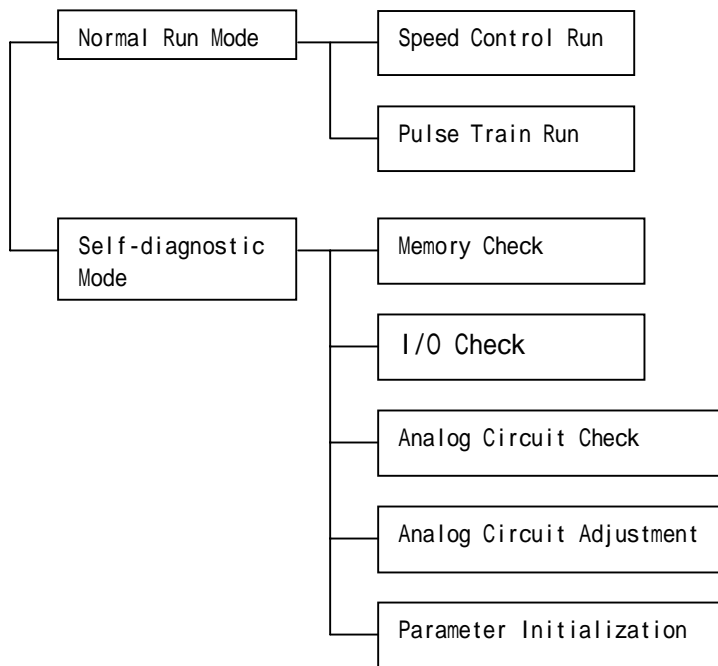 Normal Run Mode
Speed Control Run
Pulse Train Run
Self-diagnostic
Mode
Memory Check
I/O Check
Analog Circuit Check
Analog Circuit Adjustment
Parameter Initialization